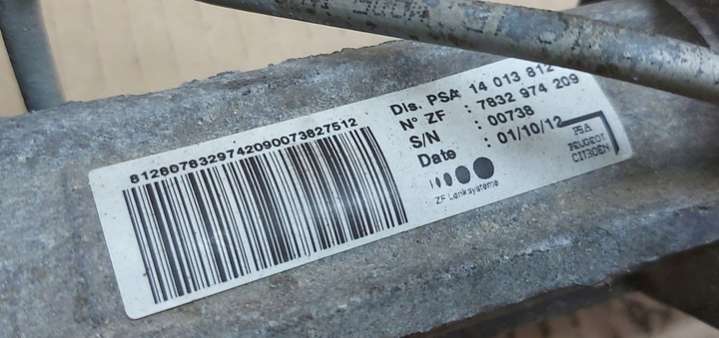 Dis. PSA: 14 013 812
N° ZF : 7832 974 209
S/N : 00738
Date : 01/10/12
PSA
PEUGEOT
CITROËN
8128078329742090073827512
ZF Lenksysteme